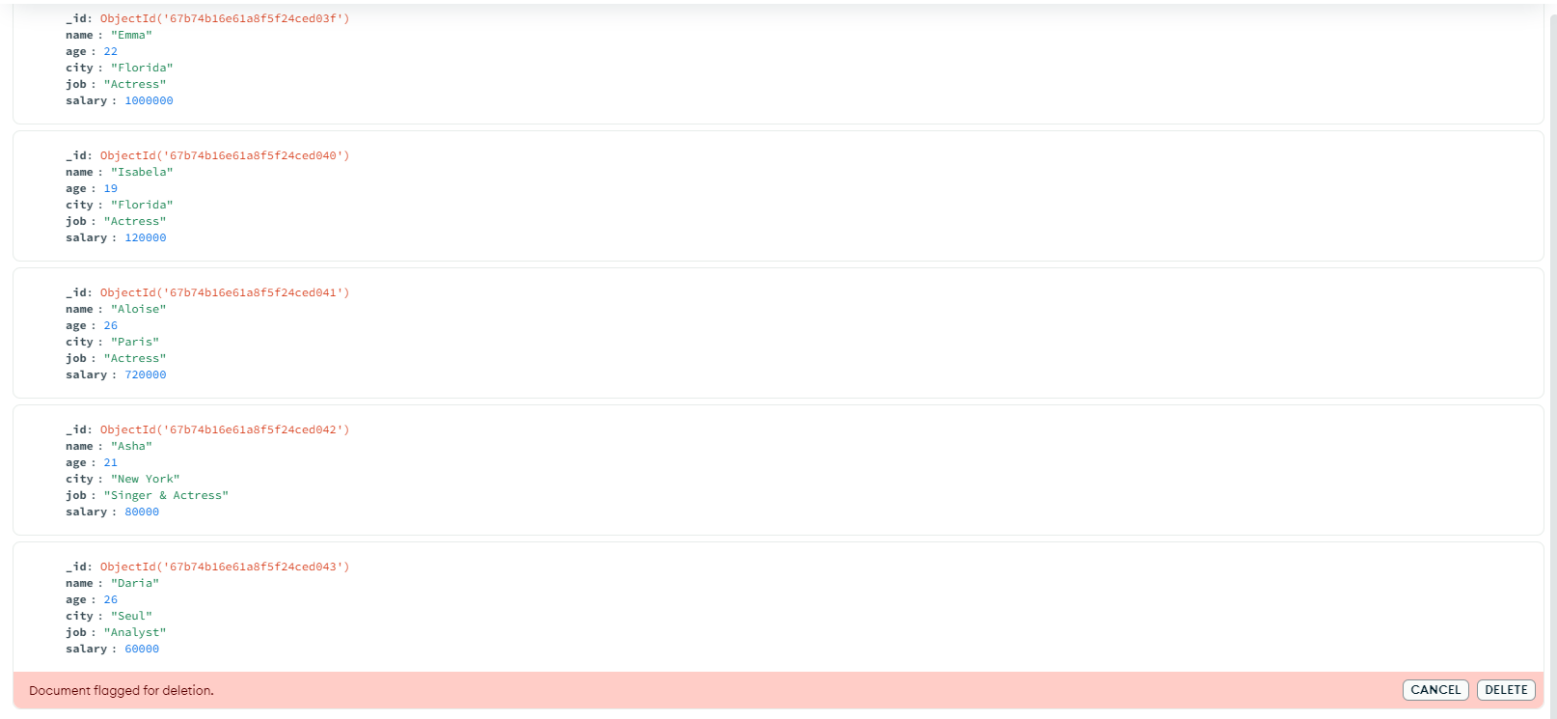 _id: ObjectId('67b74b16e61a8f5f24ced03f')
name : "Emma"
age : 22
city : "Florida"
job : "Actress"
salary : 1000000
_id: ObjectId('67b74b16e61a8f5f24ced040')
name : "Isabela"
age : 19
city : "Florida"
job : "Actress"
salary : 120000
_id: ObjectId('67b74b16e61a8f5f24ced041')
name : "Aloise"
age : 26
city : "Paris"
job : "Actress"
salary : 720000
_id: ObjectId('67b74b16e61a8f5f24ced042')
name : "Asha"
age : 21
city : "New York"
job : "Singer & Actress"
salary : 80000
_id: ObjectId('67b74b16e61a8f5f24ced043')
name : "Daria"
age : 26
city : "Seul"
job : "Analyst"
salary : 60000
Document flagged for deletion. CANCEL DELETE